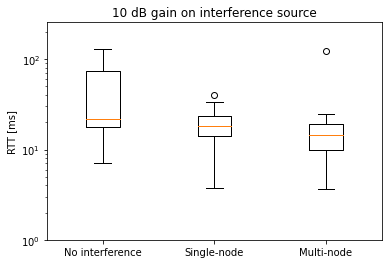 10 dB gain on interference source
RTT [ms]
10²
10¹
10⁰
No interference Single-node Multi-node